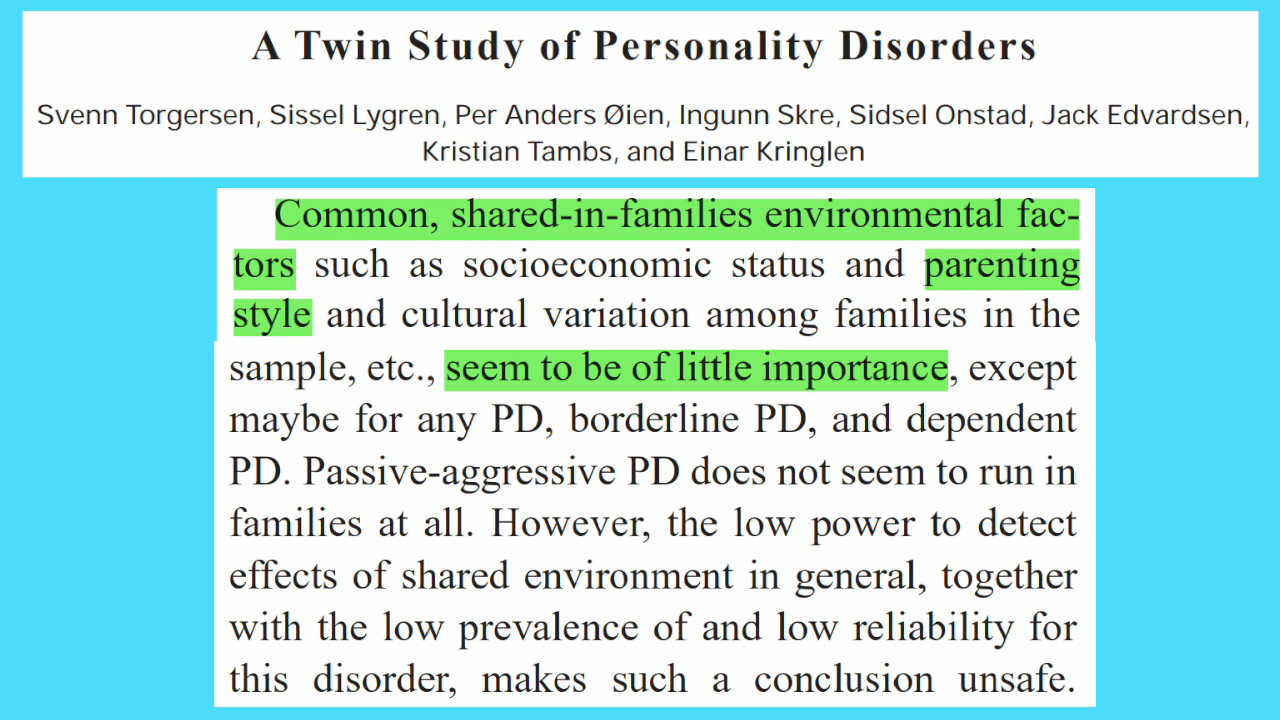 A Twin Study of Personality Disorders
Svenn Torgersen, Sissel Lygren, Per Anders Øien, Ingunn Skre, Sidsel Onstad, Jack Edvardsen,
Kristian Tambs, and Einar Kringlen
Common, shared-in-families environmental fac-
tors such as socioeconomic status and parenting
style and cultural variation among families in the
sample, etc., seem to be of little importance, except
maybe for any PD, borderline PD, and dependent
PD. Passive-aggressive PD does not seem to run in
families at all. However, the low power to detect
effects of shared environment in general, together
with the low prevalence of and low reliability for
this disorder, makes such a conclusion unsafe.